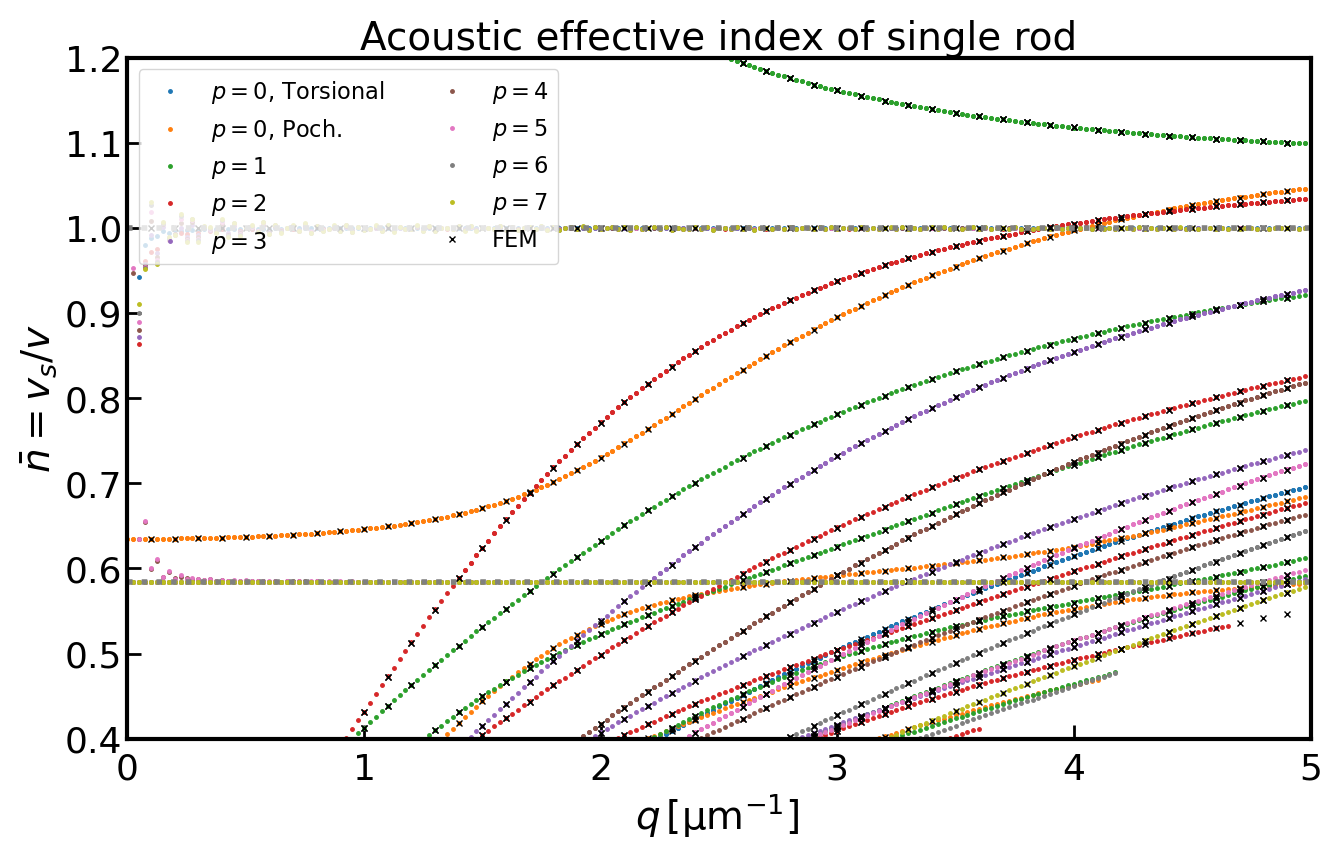 Acoustic effective index of single rod
p = 0, Torsional
p = 0, Poch.
p = 1
p = 2
p = 3
p = 4
p = 5
p = 6
p = 7
FEM
1.2
1.1
1.0
0.9
0.8
0.7
0.6
0.5
0.4
n̄ = v_s/v
0 1 2 3 4 5
q [μm⁻¹]